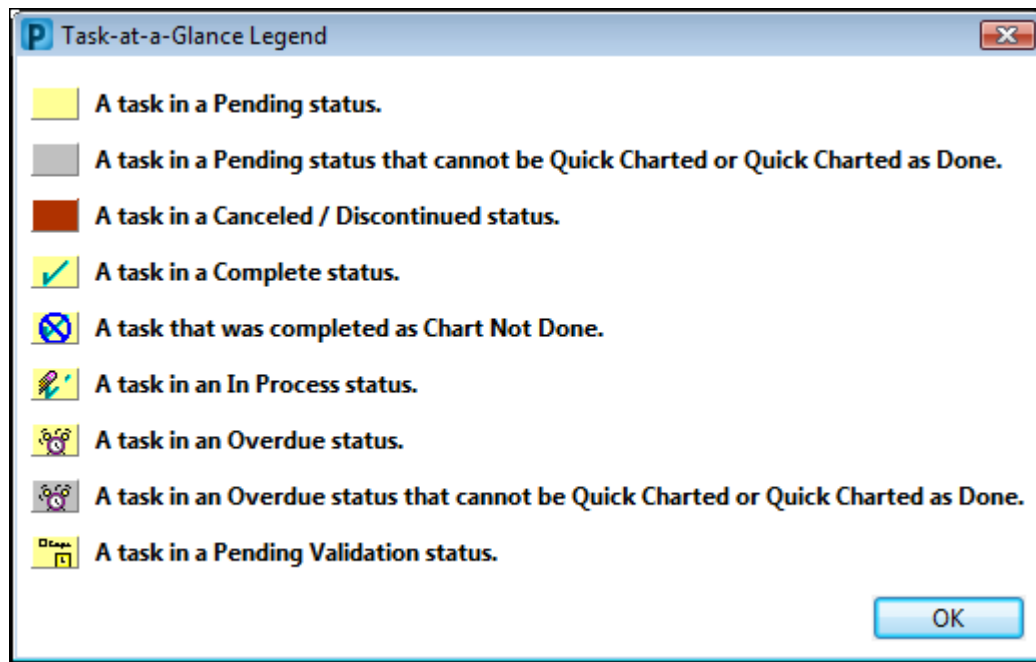 Task-at-a-Glance Legend
A task in a Pending status.
A task in a Pending status that cannot be Quick Charted or Quick Charted as Done.
A task in a Canceled / Discontinued status.
A task in a Complete status.
A task that was completed as Chart Not Done.
A task in an In Process status.
A task in an Overdue status.
A task in an Overdue status that cannot be Quick Charted or Quick Charted as Done.
A task in a Pending Validation status.
OK